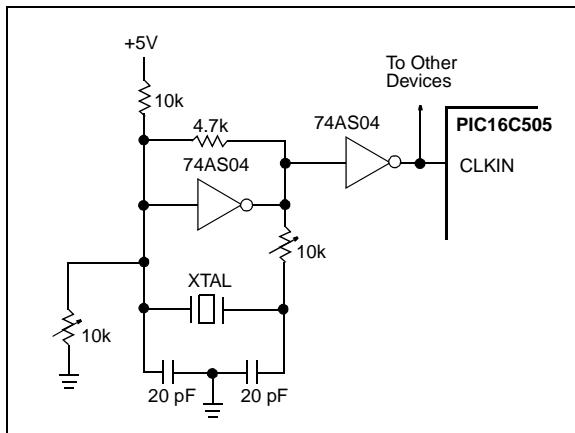 +5V
To Other
Devices
10k
4.7k
74AS04
PIC16C505
74AS04
CLKIN
10k
XTAL
10k
20 pF
20 pF